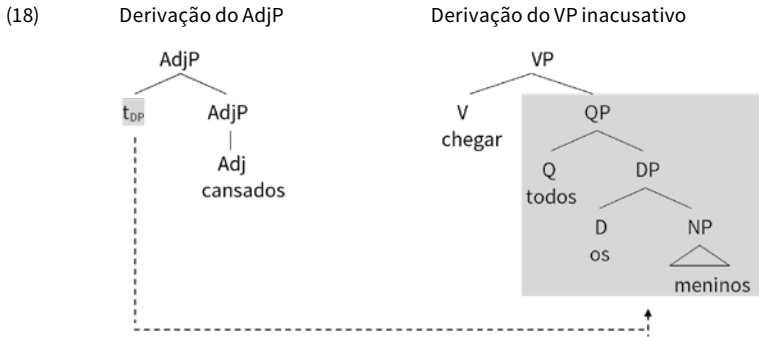 (18) Derivação do AdjP Derivação do VP inacusativo
AdjP VP
tDP AdjP V QP
chegar
Adj Q DP
cansados todos
D NP
os
meninos